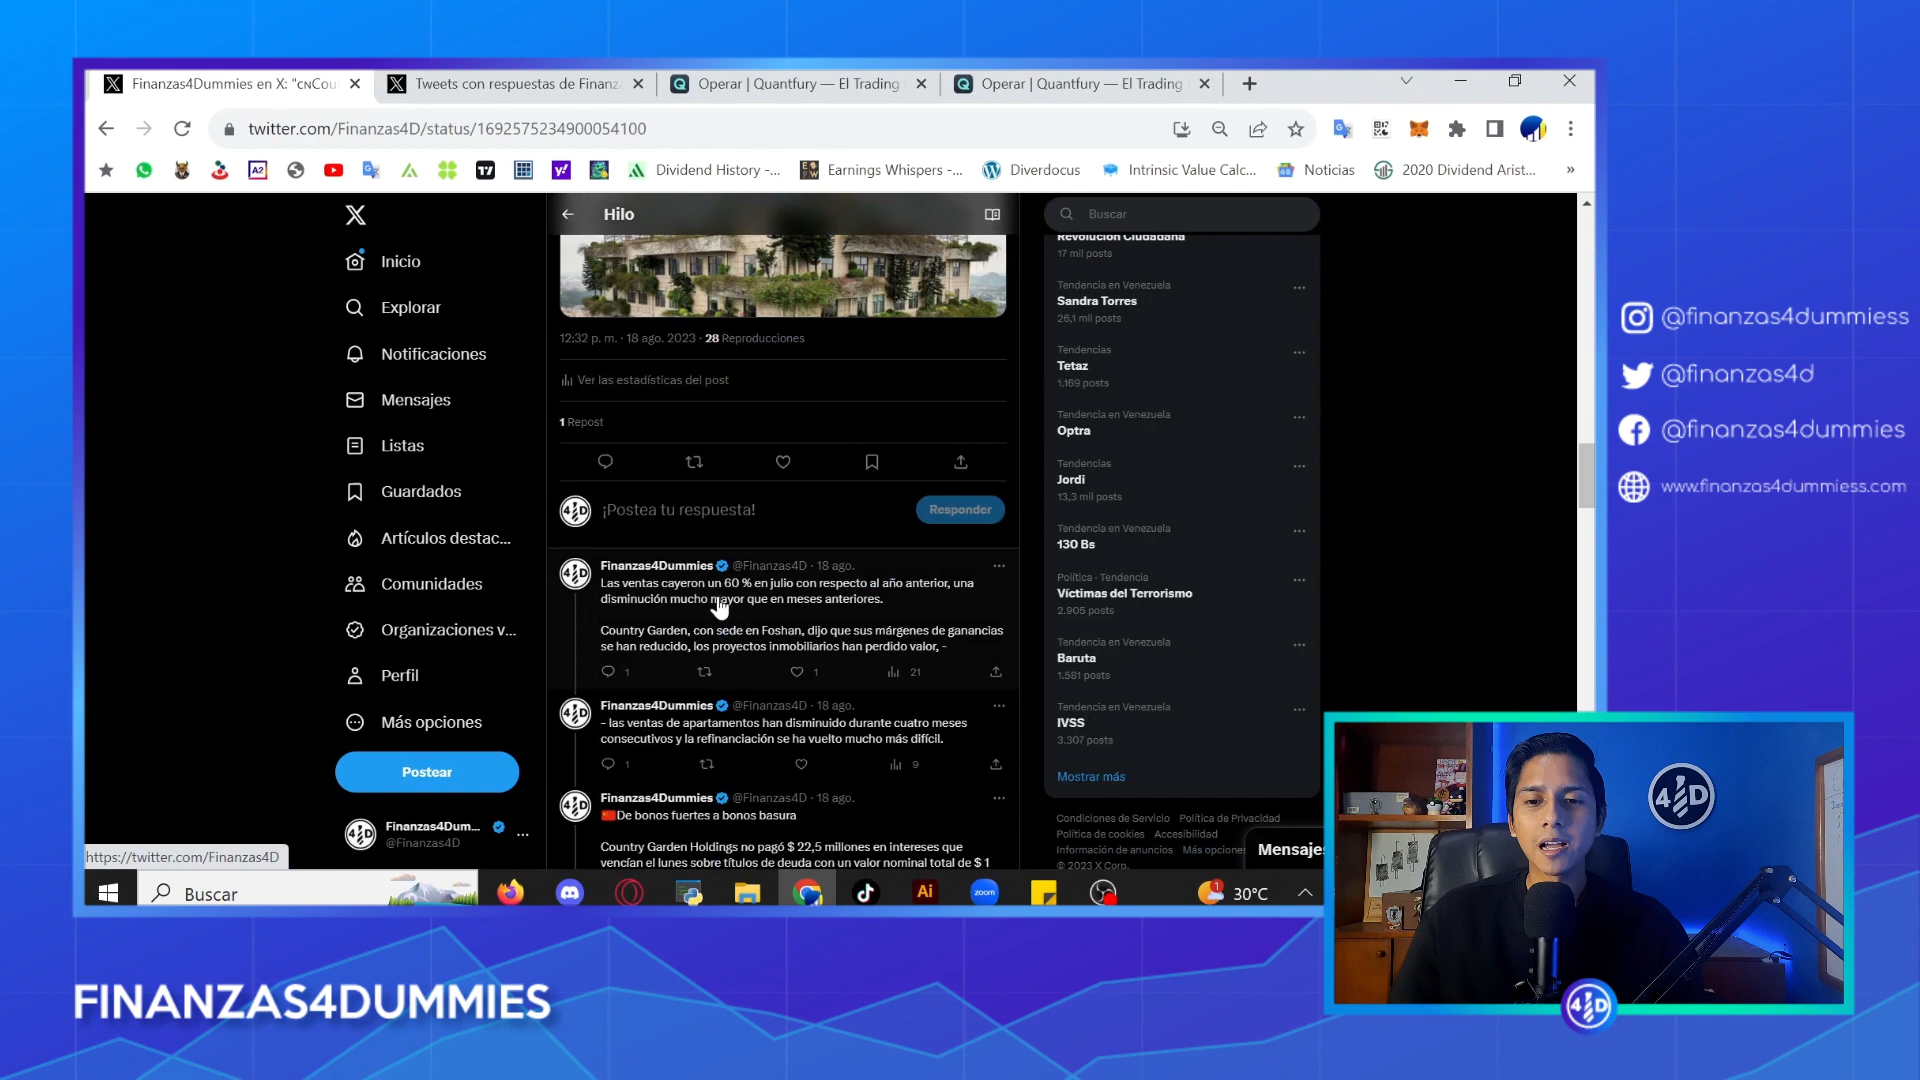 Finanzas4Dummies en X: "CNCou
Tweets con respuestas de Finanz
Operar | Quantfury — El Trading
Operar | Quantfury — El Trading
twitter.com/Finanzas4D/status/1692575234900054100
Dividend History -...
Earnings Whispers -...
Diverdocus
Intrinsic Value Calc...
Noticias
2020 Dividend Arist...
Inicio
Explorar
Notificaciones
Mensajes
Listas
Guardados
Artículos destac...
Comunidades
Organizaciones v...
Perfil
Más opciones
Postear
Finanzas4Dum...
@Finanzas4D
https://twitter.com/Finanzas4D
Hilo
12:32 p. m. · 18 ago. 2023 · 28 Reproducciones
Ver las estadísticas del post
1 Repost
¡Postea tu respuesta!
Responder
Finanzas4Dummies @Finanzas4D · 18 ago.
Las ventas cayeron un 60 % en julio con respecto al año anterior, una
disminución mucho mayor que en meses anteriores.
Country Garden, con sede en Foshan, dijo que sus márgenes de ganancias
se han reducido, los proyectos inmobiliarios han perdido valor, -
1
1
21
Finanzas4Dummies @Finanzas4D · 18 ago.
- las ventas de apartamentos han disminuido durante cuatro meses
consecutivos y la refinanciación se ha vuelto mucho más difícil.
1
9
Finanzas4Dummies @Finanzas4D · 18 ago.
De bonos fuertes a bonos basura
Country Garden Holdings no pagó $ 22,5 millones en intereses que
vencían el lunes sobre títulos de deuda con un valor nominal total de $ 1
Buscar
Revolución Ciudadana
17 mil posts
Tendencia en Venezuela
Sandra Torres
26,1 mil posts
Tendencias
Tetaz
1.169 posts
Tendencia en Venezuela
Optra
Tendencias
Jordi
13,3 mil posts
Tendencia en Venezuela
130 Bs
Política · Tendencia
Víctimas del Terrorismo
2.905 posts
Tendencia en Venezuela
Baruta
1.581 posts
Tendencia en Venezuela
IVSS
3.307 posts
Mostrar más
Condiciones de Servicio Política de Privacidad
Política de cookies Accesibilidad
Información de anuncios Más opciones
© 2023 X Corp.
Mensajes
Buscar
Ai
zoom
1
30°C
@finanzas4dummiess
@finanzas4d
@finanzas4dummies
www.finanzas4dummiess.com
4D
4D
FINANZAS4DUMMIES